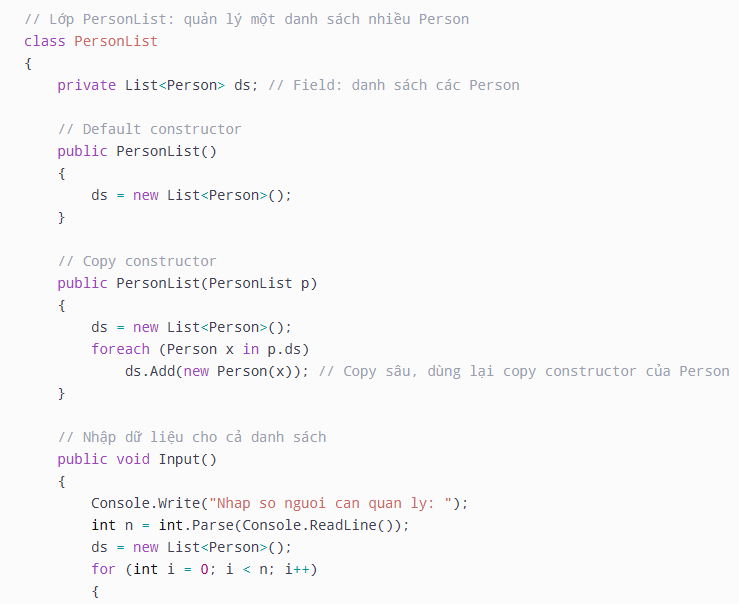 // Lớp PersonList: quản lý một danh sách nhiều Person
class PersonList
{
    private List<Person> ds; // Field: danh sách các Person

    // Default constructor
    public PersonList()
    {
        ds = new List<Person>();
    }

    // Copy constructor
    public PersonList(PersonList p)
    {
        ds = new List<Person>();
        foreach (Person x in p.ds)
            ds.Add(new Person(x)); // Copy sâu, dùng lại copy constructor của Person
    }

    // Nhập dữ liệu cho cả danh sách
    public void Input()
    {
        Console.Write("Nhap so nguoi can quan ly: ");
        int n = int.Parse(Console.ReadLine());
        ds = new List<Person>();
        for (int i = 0; i < n; i++)
        {